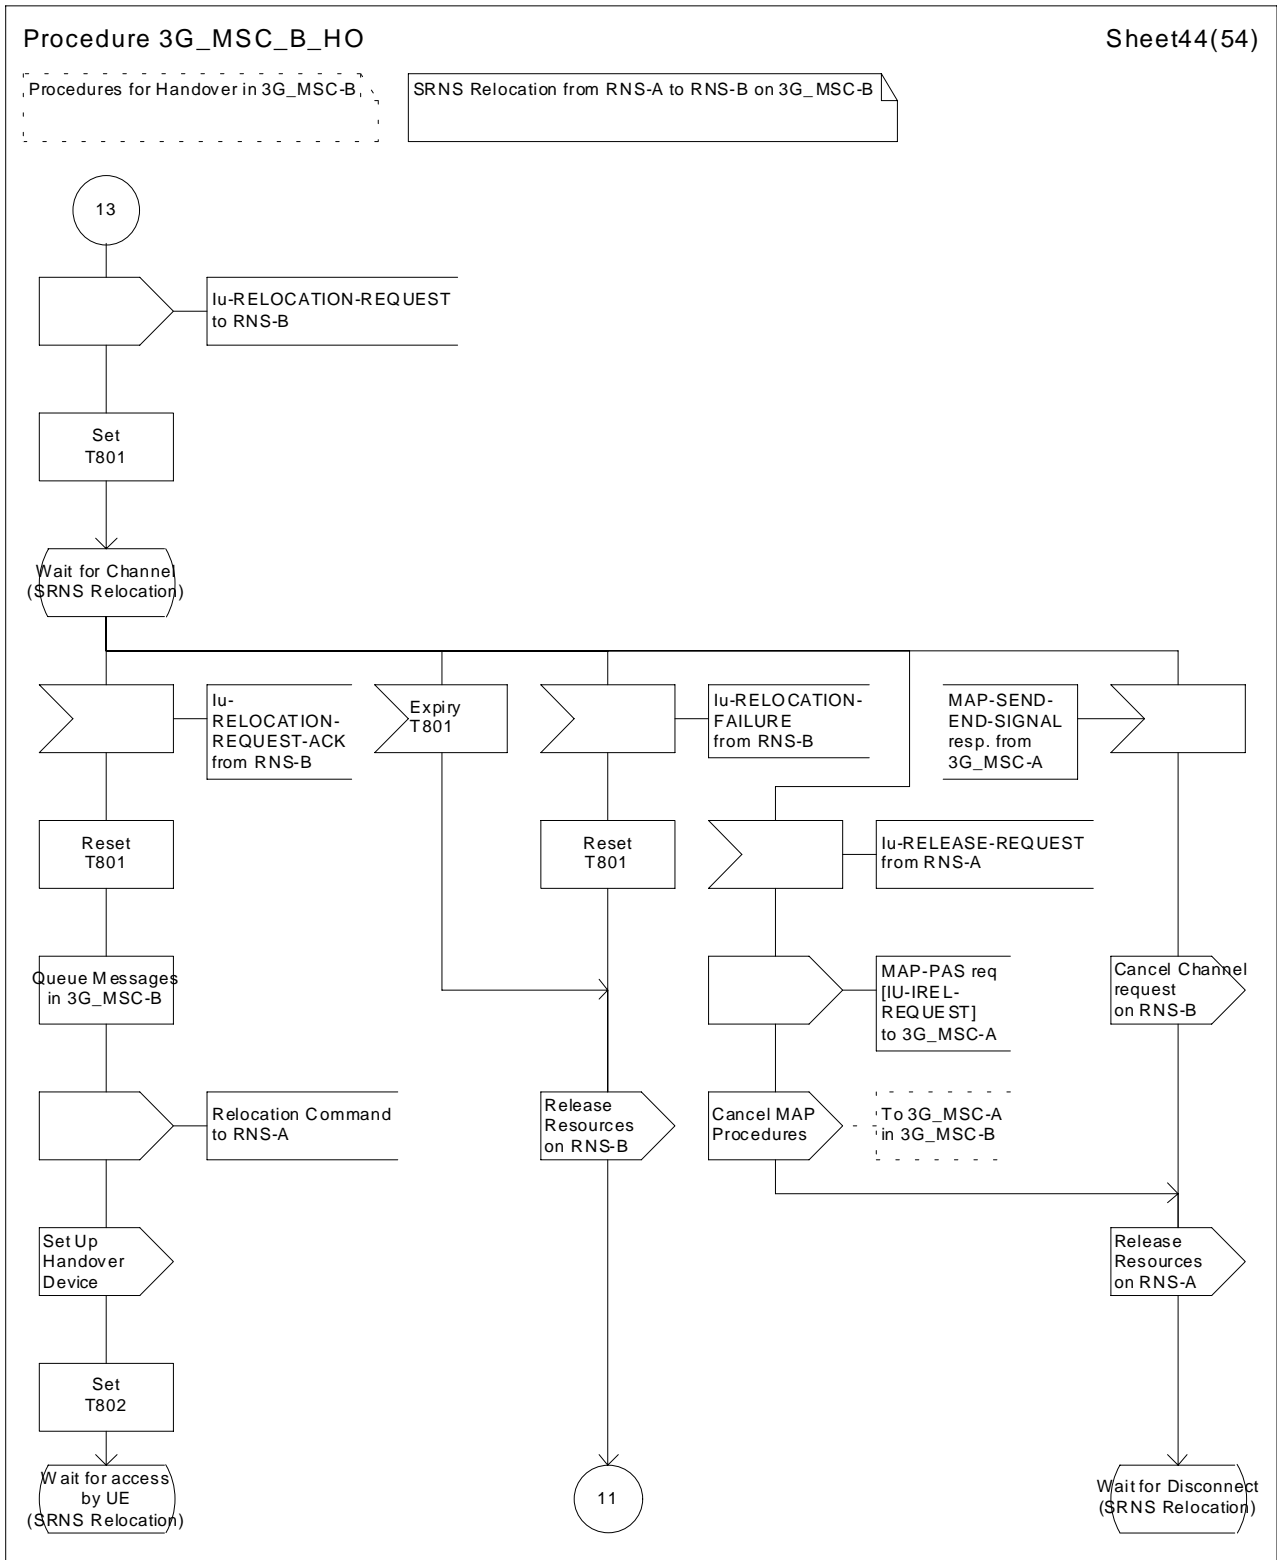 Procedure 3G_MSC_B_HO
Sheet44(54)
Procedures for Handover in 3G_MSC-B
SRNS Relocation from RNS-A to RNS-B on 3G_MSC-B
13
Iu-RELOCATION-REQUEST
to RNS-B
Set
T801
Wait for Channel
(SRNS Relocation)
Iu-
RELOCATION-
REQUEST-ACK
from RNS-B
Expiry
T801
Iu-RELOCATION-
FAILURE
from RNS-B
MAP-SEND-
END-SIGNAL
resp. from
3G_MSC-A
Reset
T801
Reset
T801
Iu-RELEASE-REQUEST
from RNS-A
Queue Messages
in 3G_MSC-B
MAP-PAS req
[IU-IREL-
REQUEST]
to 3G_MSC-A
Cancel Channel
request
on RNS-B
Relocation Command
to RNS-A
Release
Resources
on RNS-B
Cancel MAP
Procedures
To 3G_MSC-A
in 3G_MSC-B
Set Up
Handover
Device
Release
Resources
on RNS-A
Set
T802
Wait for access
by UE
(SRNS Relocation)
11
Wait for Disconnect
(SRNS Relocation)